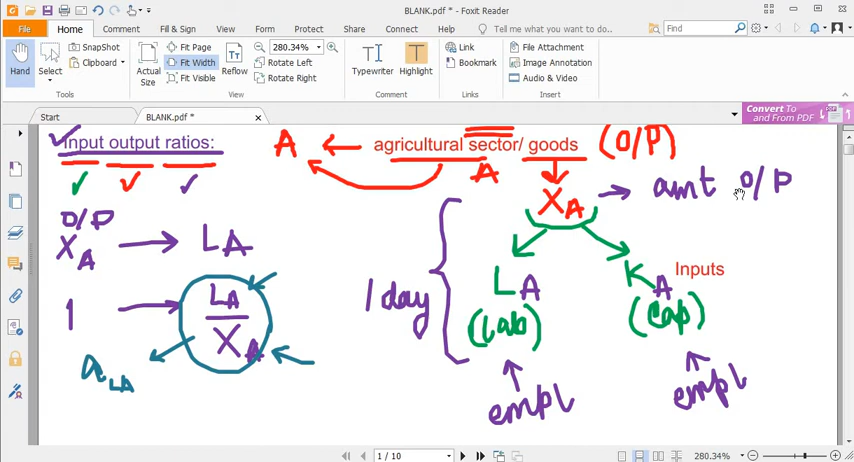 BLANK.pdf * - Foxit Reader
File Home Comment Fill & Sign View Form Protect Share Connect Help Tell me what you want to do... Find
SnapShot
Clipboard
Hand Select
Tools
Actual Size
Fit Page
Fit Width
Fit Visible
Reflow
280.34%
Rotate Left
Rotate Right
View
Typewriter Highlight
Comment
Link
Bookmark
Links
File Attachment
Image Annotation
Audio & Video
Insert
Start BLANK.pdf * Convert To and From PDF
Input output ratios: A ← agricultural sector/ goods (O/P)
A
XA → amt O/P
O/P
XA → LA
1 → LA/XA
aLA
1 day
LA KA Inputs
(Lab) (Cap)
empl empl
1 / 10 280.34%